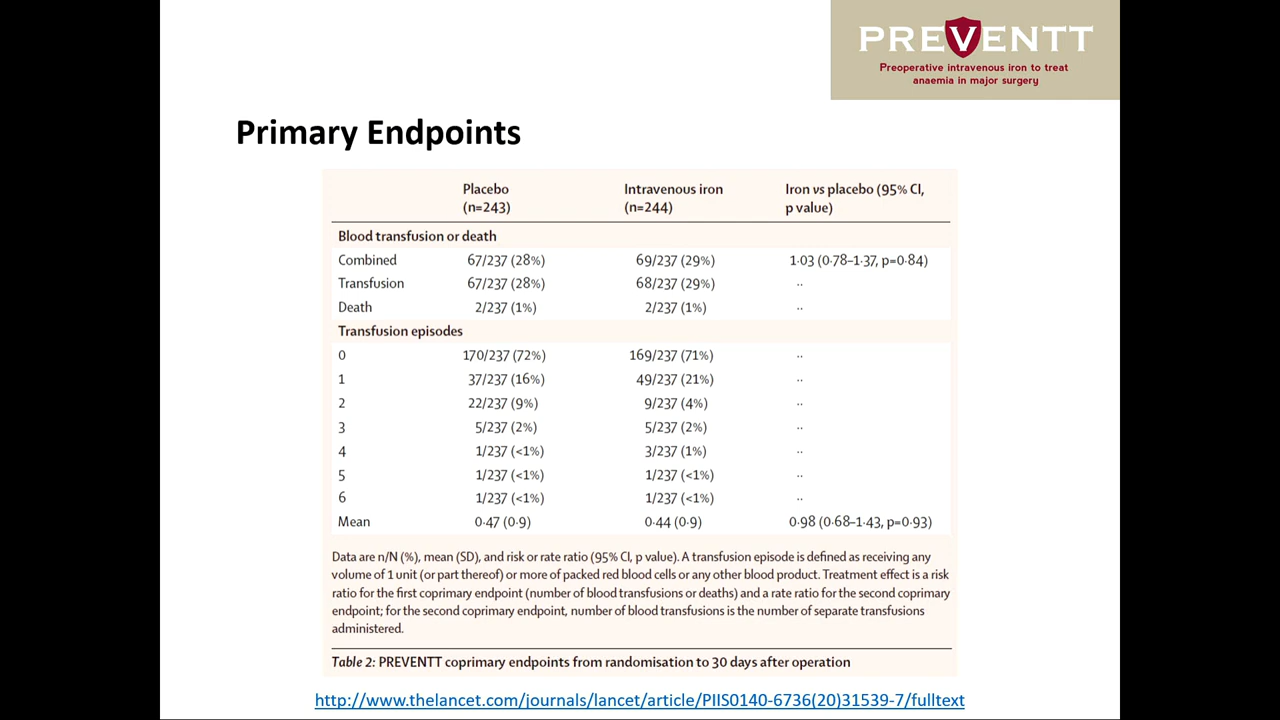 PREVENTT
Preoperative intravenous iron to treat
anaemia in major surgery
Primary Endpoints
Placebo (n=243) Intravenous iron (n=244) Iron vs placebo (95% CI, p value)
Blood transfusion or death
Combined 67/237 (28%) 69/237 (29%) 1·03 (0·78–1·37, p=0·84)
Transfusion 67/237 (28%) 68/237 (29%) ··
Death 2/237 (1%) 2/237 (1%) ··
Transfusion episodes
0 170/237 (72%) 169/237 (71%) ··
1 37/237 (16%) 49/237 (21%) ··
2 22/237 (9%) 9/237 (4%) ··
3 5/237 (2%) 5/237 (2%) ··
4 1/237 (<1%) 3/237 (1%) ··
5 1/237 (<1%) 1/237 (<1%) ··
6 1/237 (<1%) 1/237 (<1%) ··
Mean 0·47 (0·9) 0·44 (0·9) 0·98 (0·68–1·43, p=0·93)
Data are n/N (%), mean (SD), and risk or rate ratio (95% CI, p value). A transfusion episode is defined as receiving any
volume of 1 unit (or part thereof) or more of packed red blood cells or any other blood product. Treatment effect is a risk
ratio for the first coprimary endpoint (number of blood transfusions or deaths) and a rate ratio for the second coprimary
endpoint; for the second coprimary endpoint, number of blood transfusions is the number of separate transfusions
administered.
Table 2: PREVENTT coprimary endpoints from randomisation to 30 days after operation
http://www.thelancet.com/journals/lancet/article/PIIS0140-6736(20)31539-7/fulltext